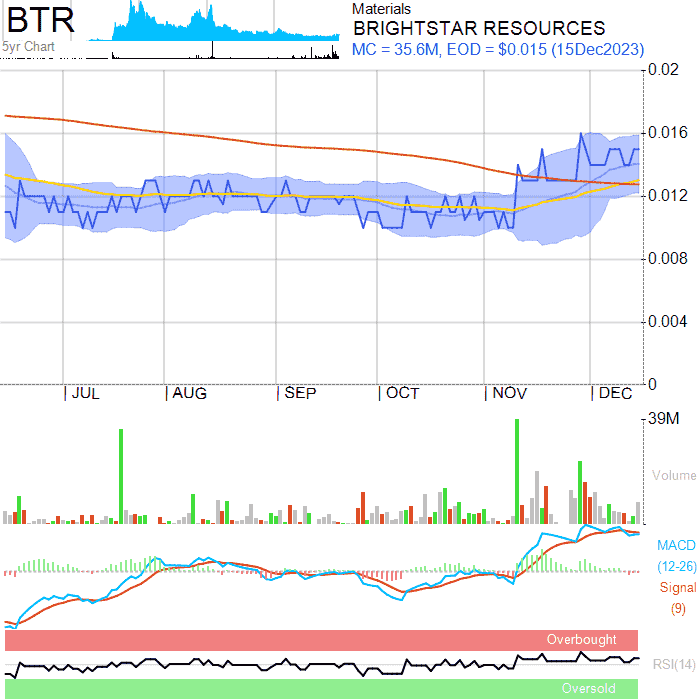 BTR
5yr Chart
Materials
BRIGHTSTAR RESOURCES
MC = 35.6M, EOD = $0.015 (15Dec2023)
0.02
0.016
0.012
0.008
0.004
0
JUL AUG SEP OCT NOV DEC
39M
Volume
MACD
(12-26)
Signal
(9)
Overbought
RSI(14)
Oversold